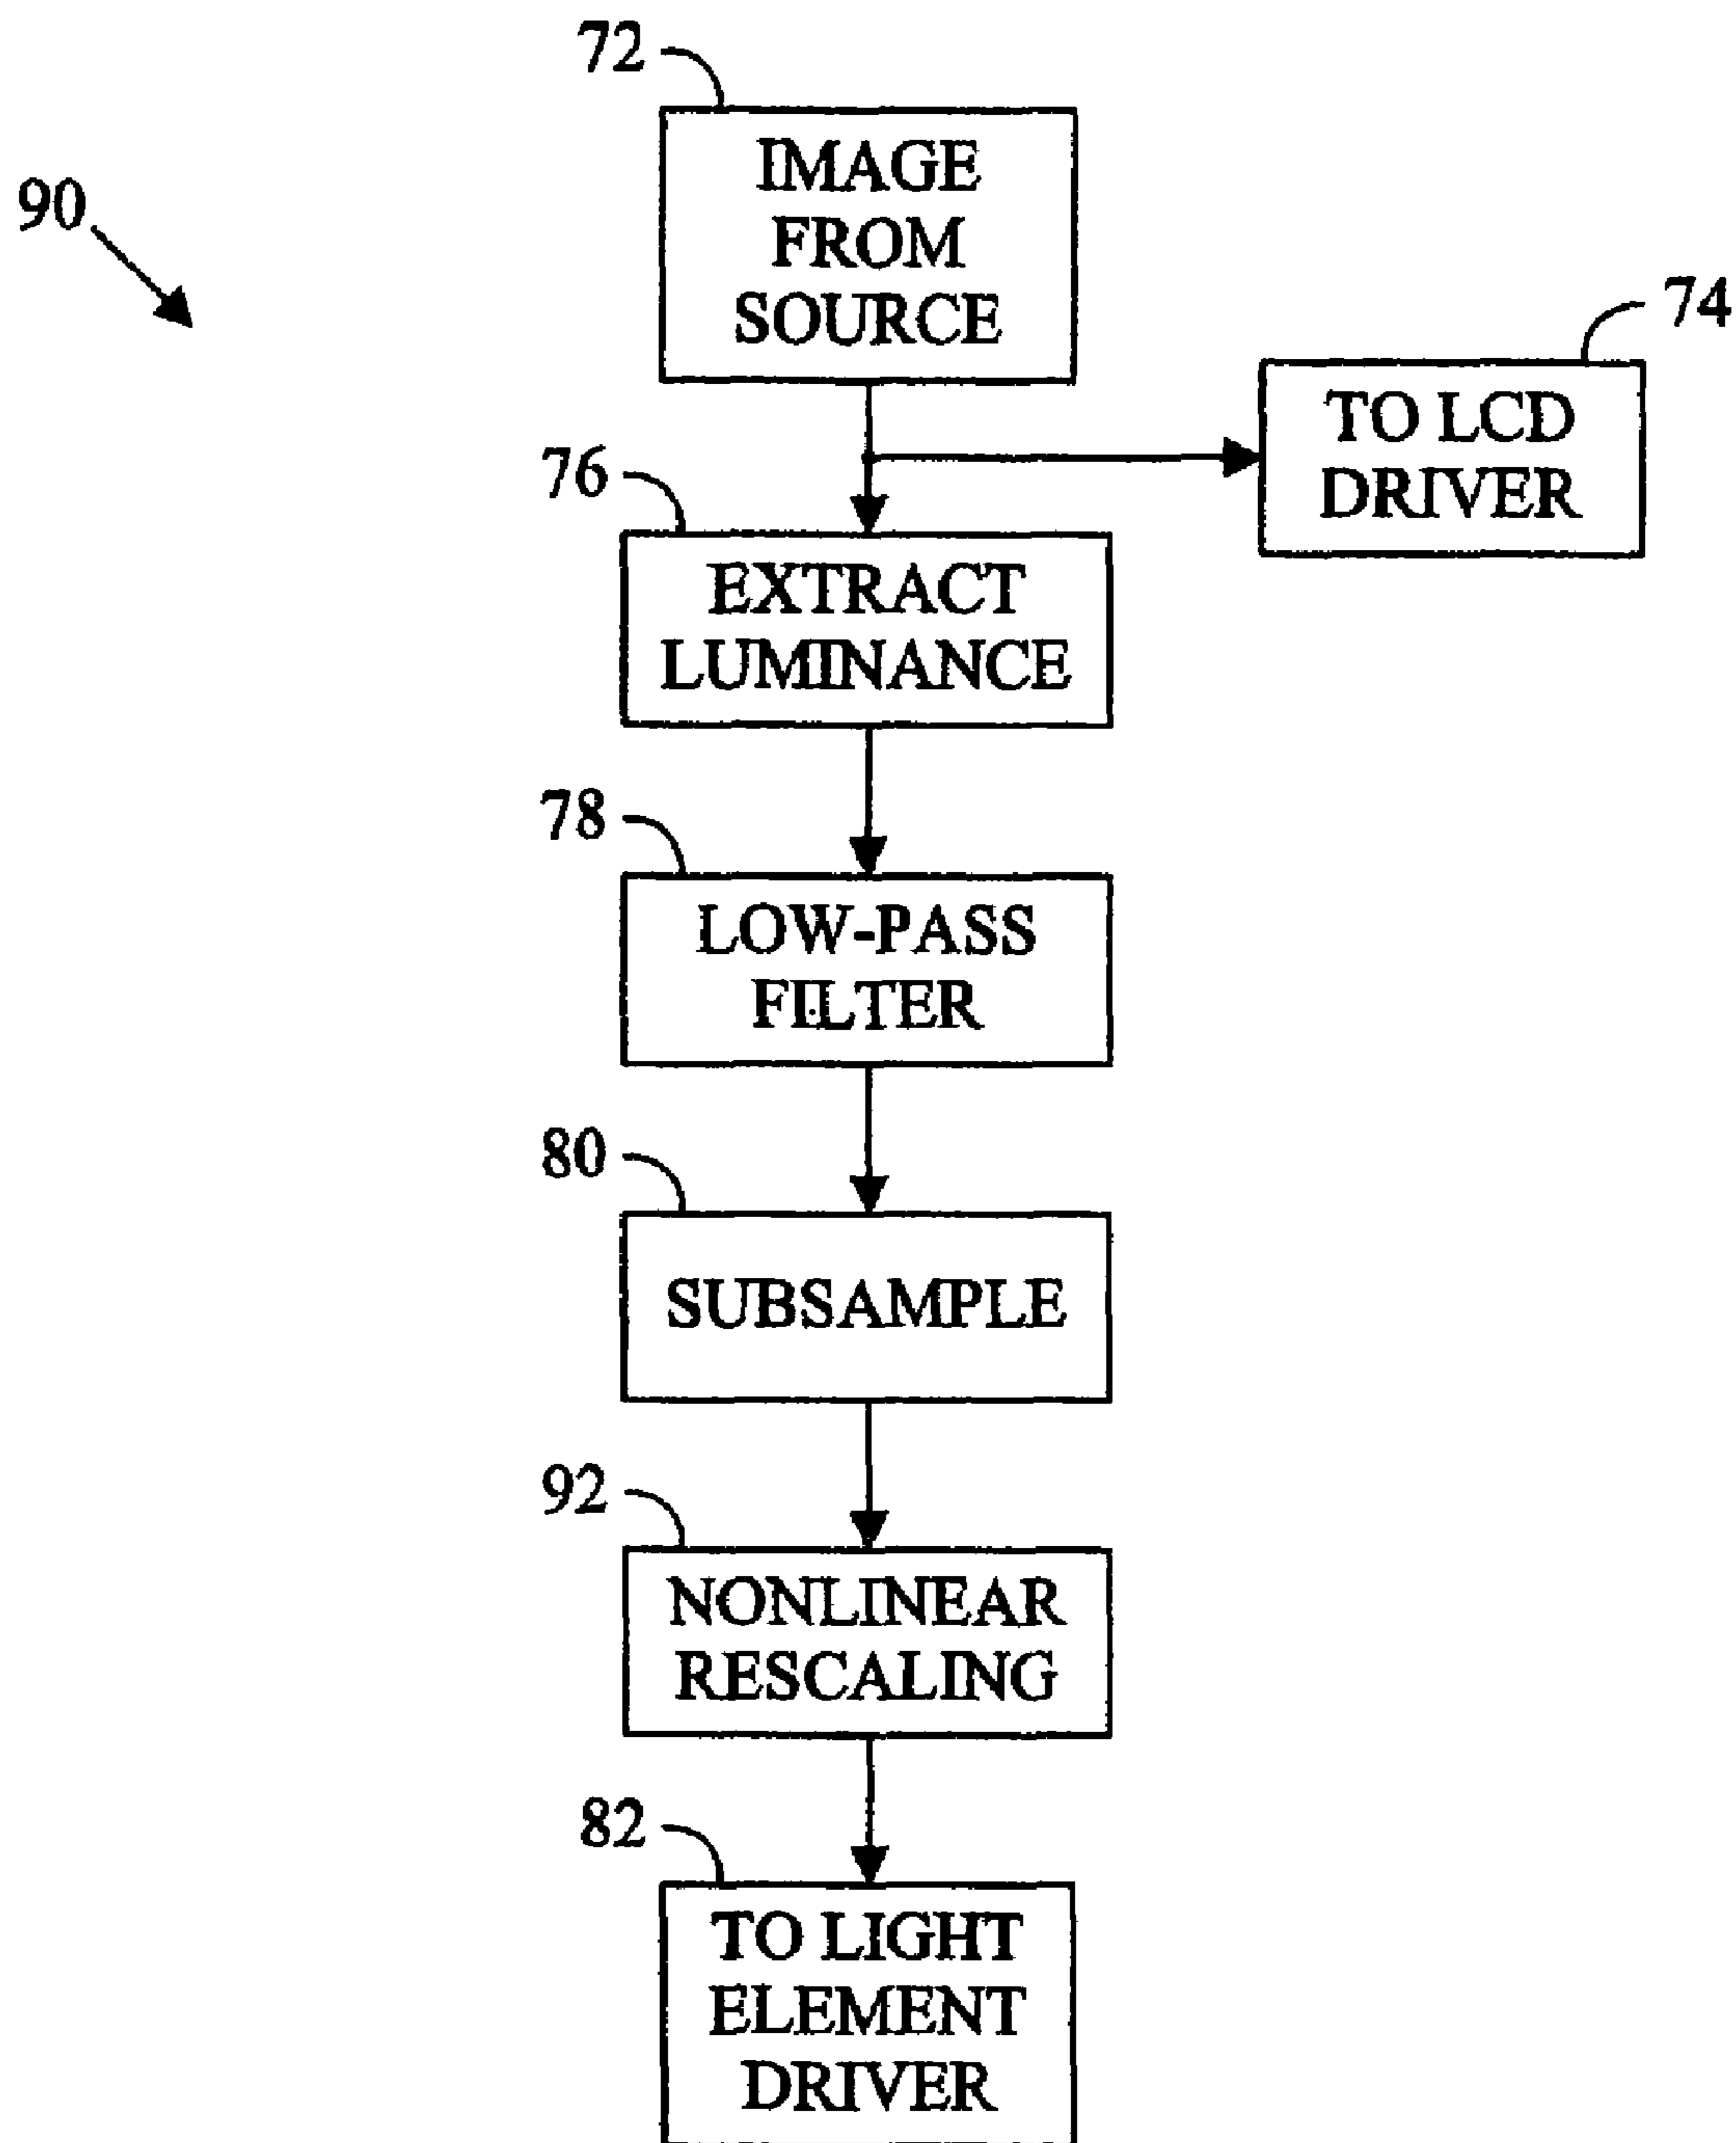 72
IMAGE
FROM
SOURCE
90
74
TO LCD
DRIVER
76
EXTRACT
LUMINANCE
78
LOW-PASS
FILTER
80
SUBSAMPLE
92
NONLINEAR
RESCALING
82
TO LIGHT
ELEMENT
DRIVER